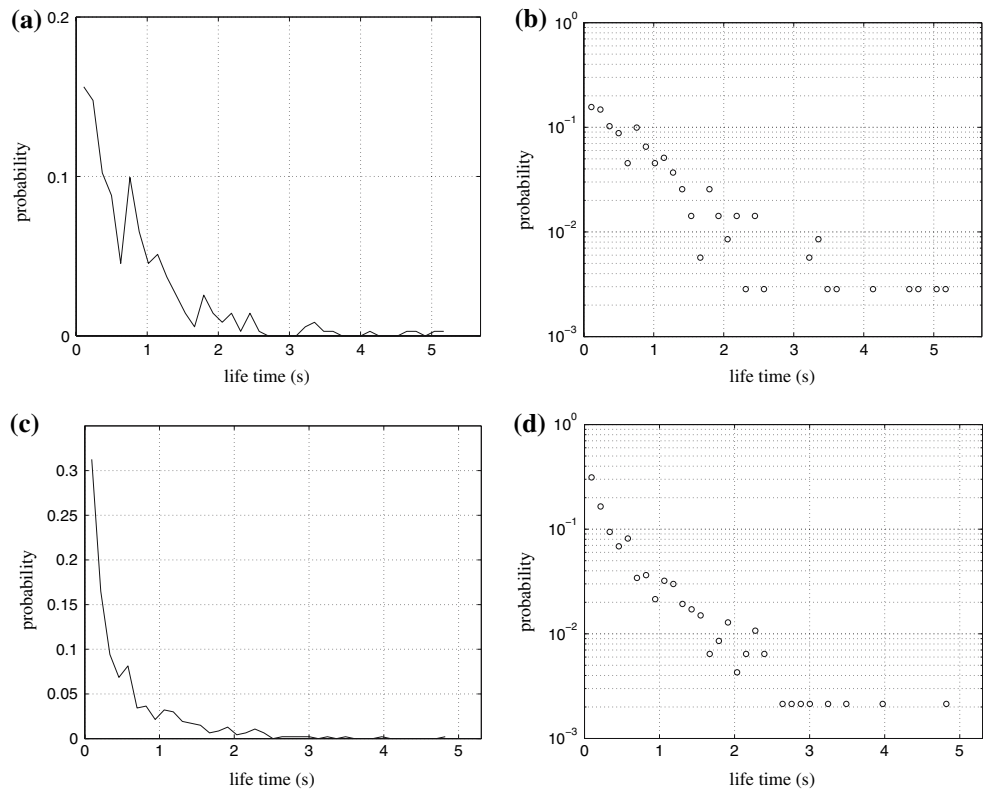 (a)
0.2
0.1
0
probability
0 1 2 3 4 5
life time (s)
(b)
10^0
10^-1
10^-2
10^-3
probability
0 1 2 3 4 5
life time (s)
(c)
0.3
0.25
0.2
0.15
0.1
0.05
0
probability
0 1 2 3 4 5
life time (s)
(d)
10^0
10^-1
10^-2
10^-3
probability
0 1 2 3 4 5
life time (s)